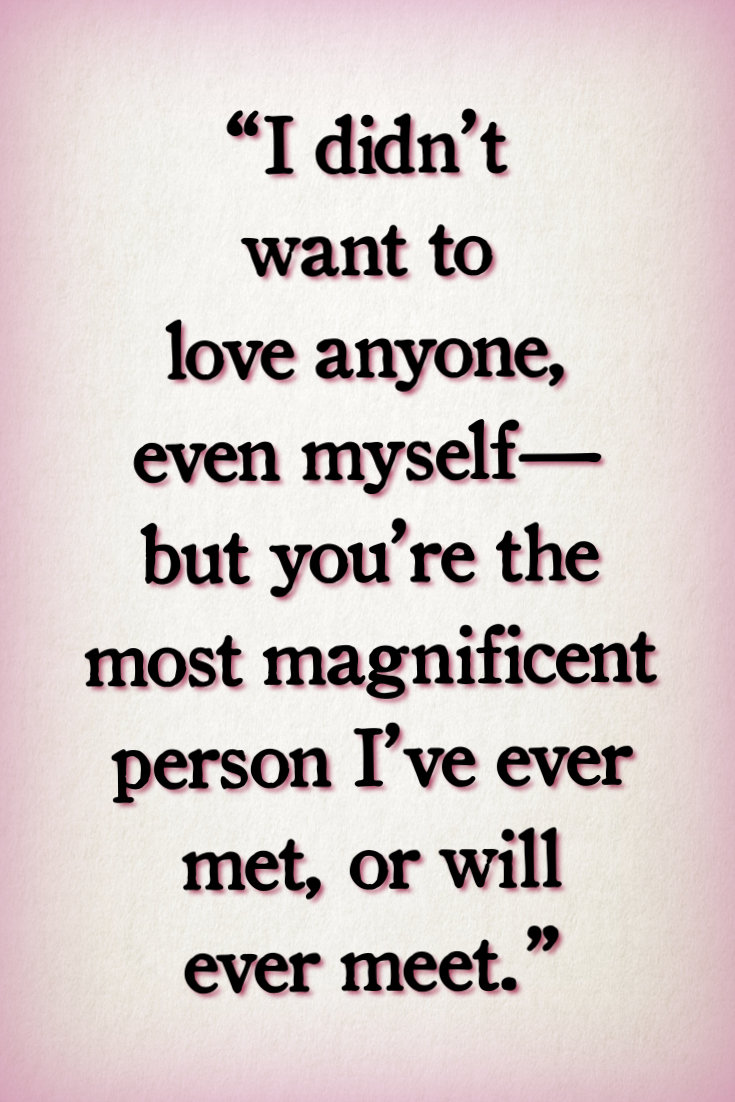 “I didn’t
want to
love anyone,
even myself—
but you’re the
most magnificent
person I’ve ever
met, or will
ever meet.”